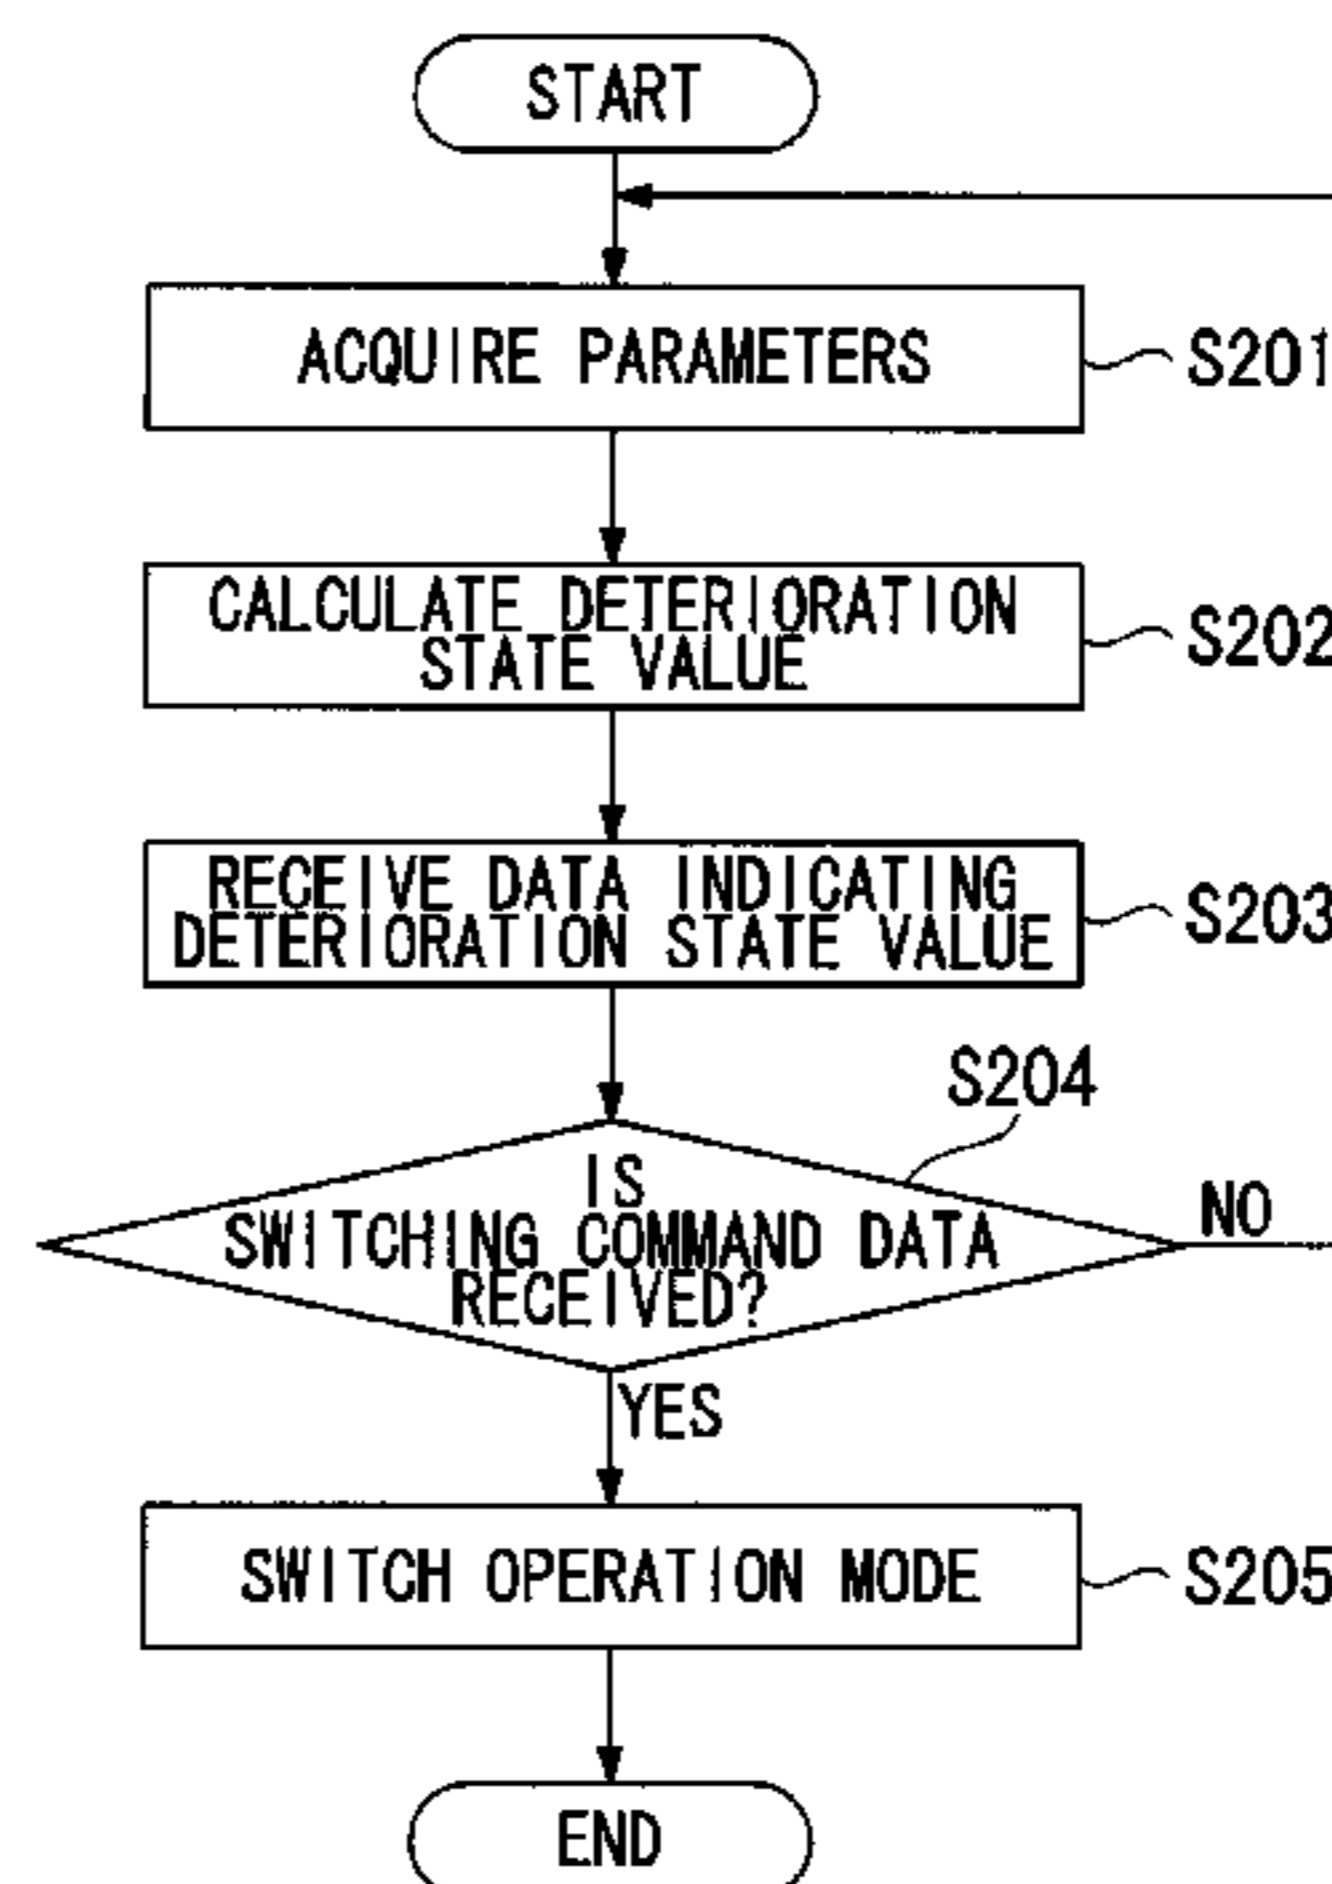 START
ACQUIRE PARAMETERS
S201
CALCULATE DETERIORATION
STATE VALUE
S202
RECEIVE DATA INDICATING
DETERIORATION STATE VALUE
S203
S204
IS
SWITCHING COMMAND DATA
RECEIVED?
NO
YES
SWITCH OPERATION MODE
S205
END